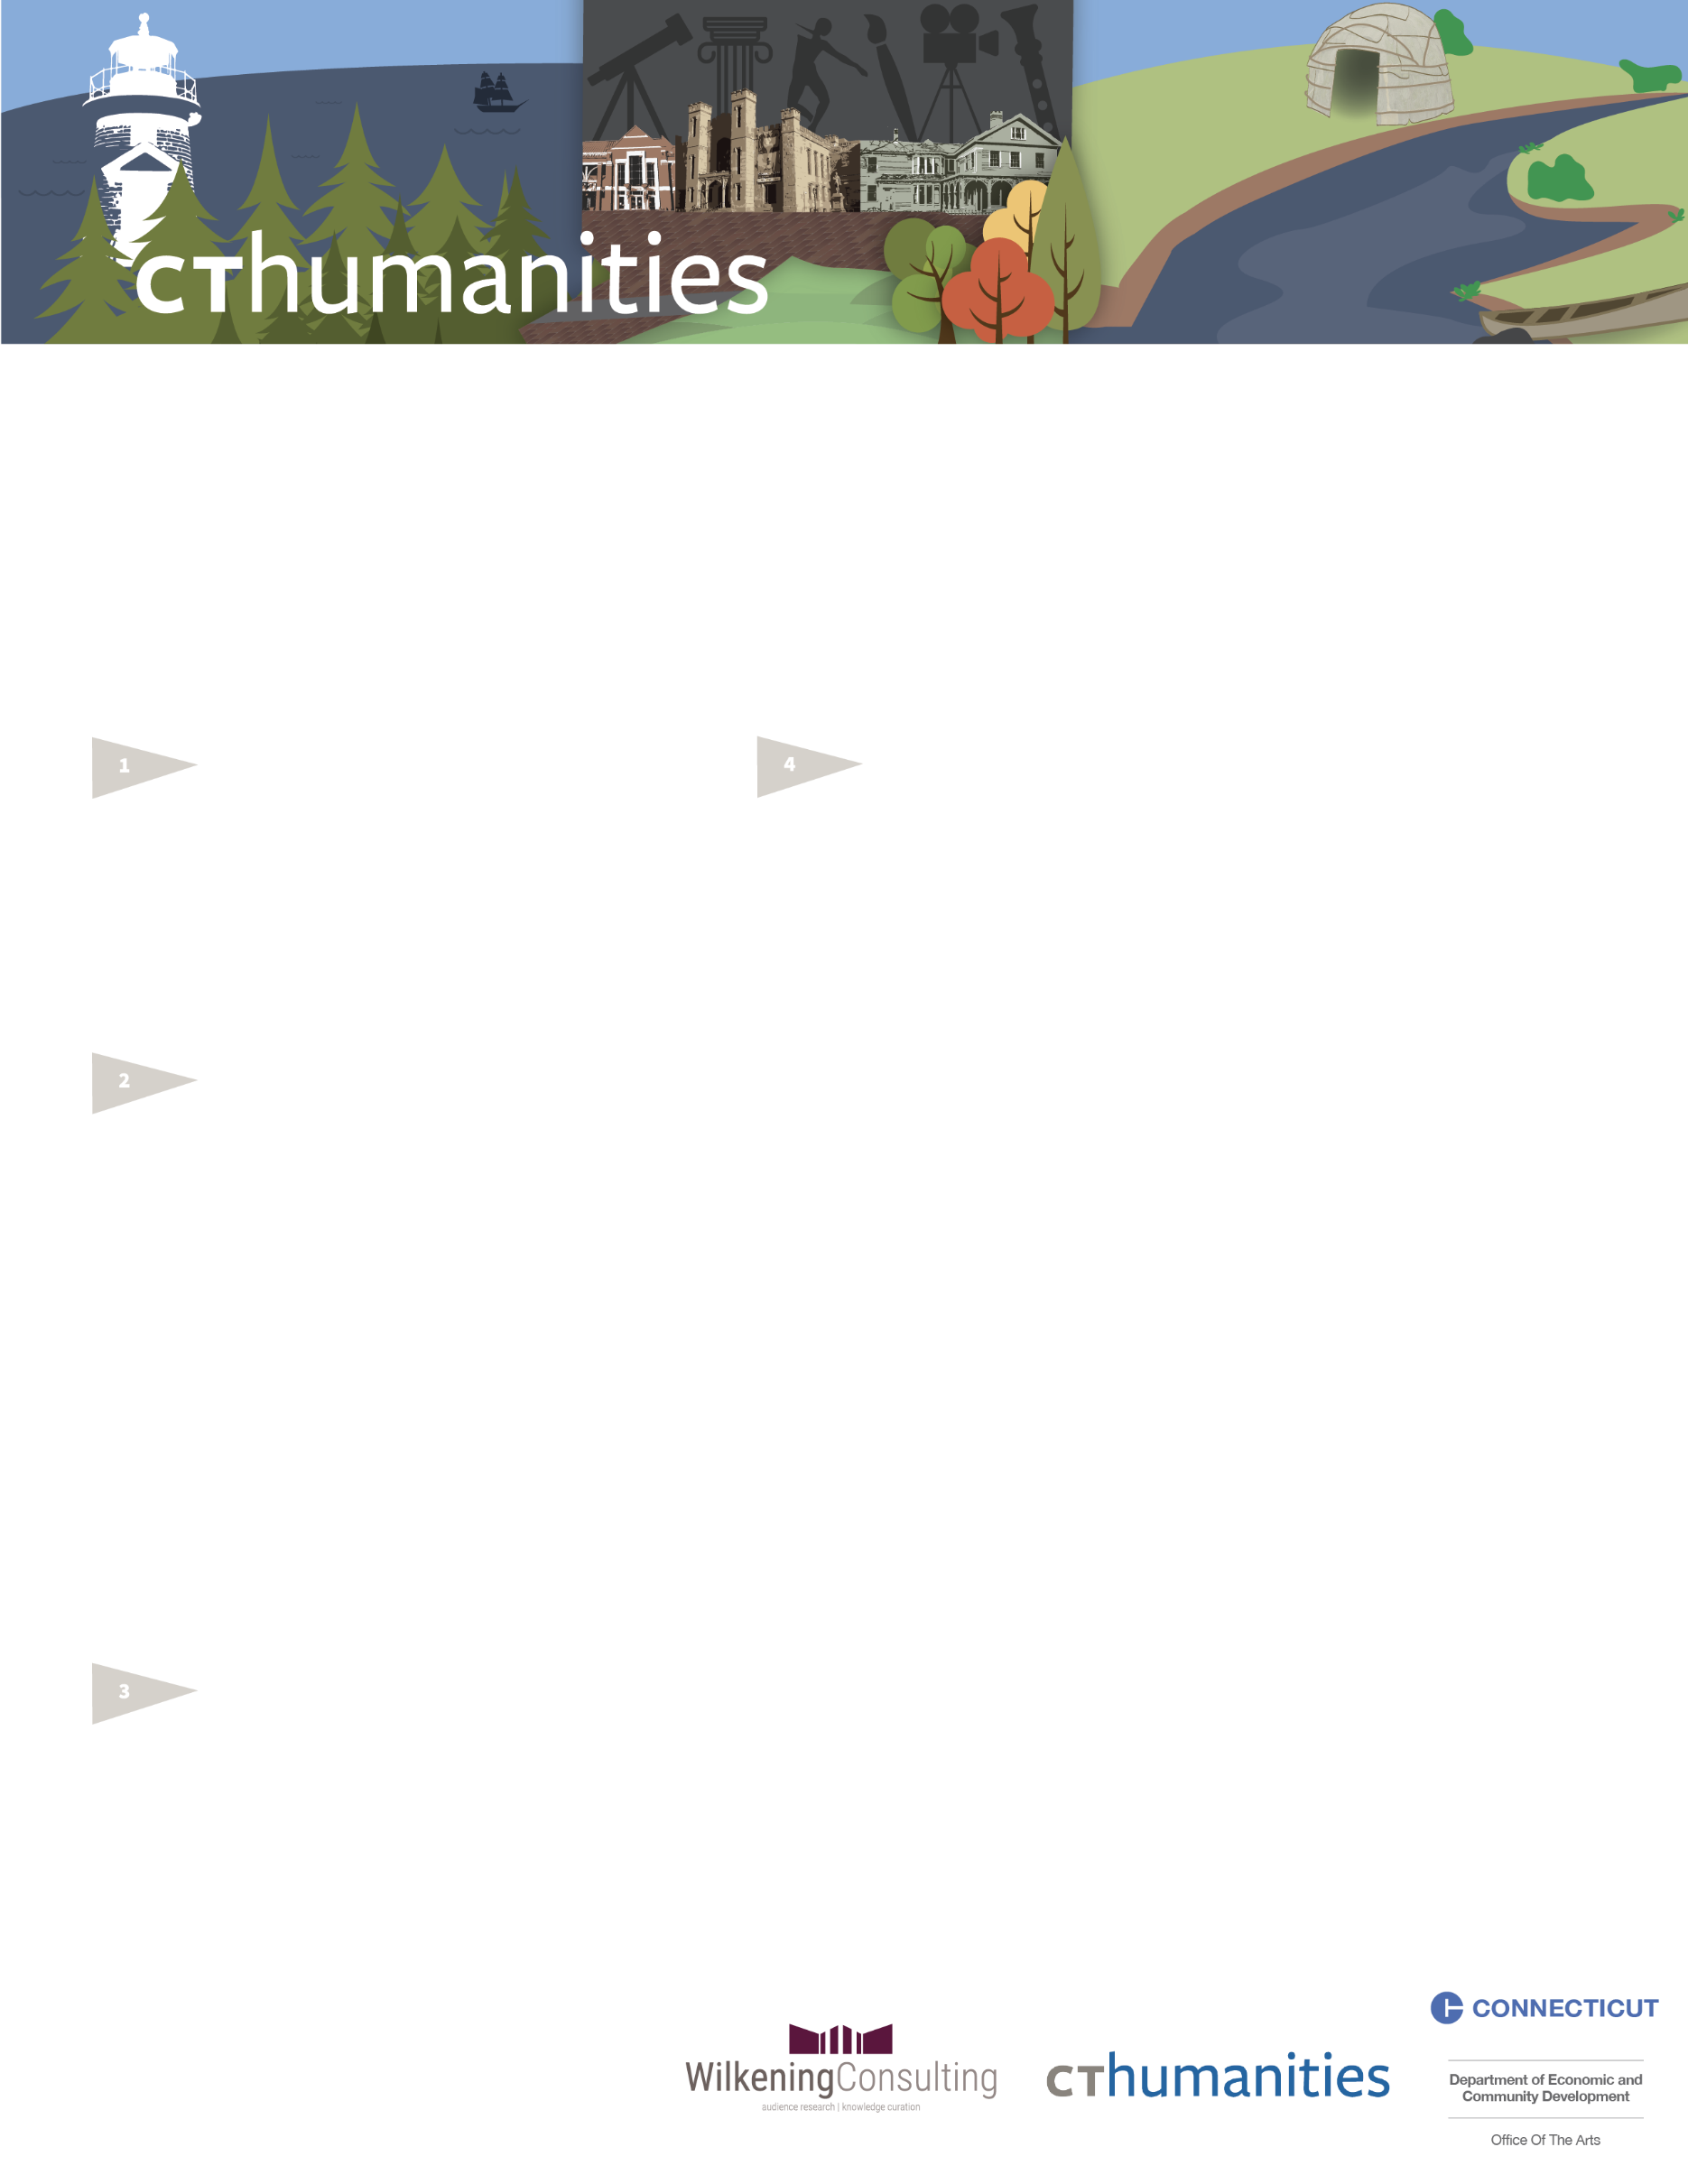 CThumanities
1
2
3
4
WilkeningConsulting
audience research | knowledge curation
CThumanities
CONNECTICUT
Department of Economic and
Community Development
Office Of The Arts